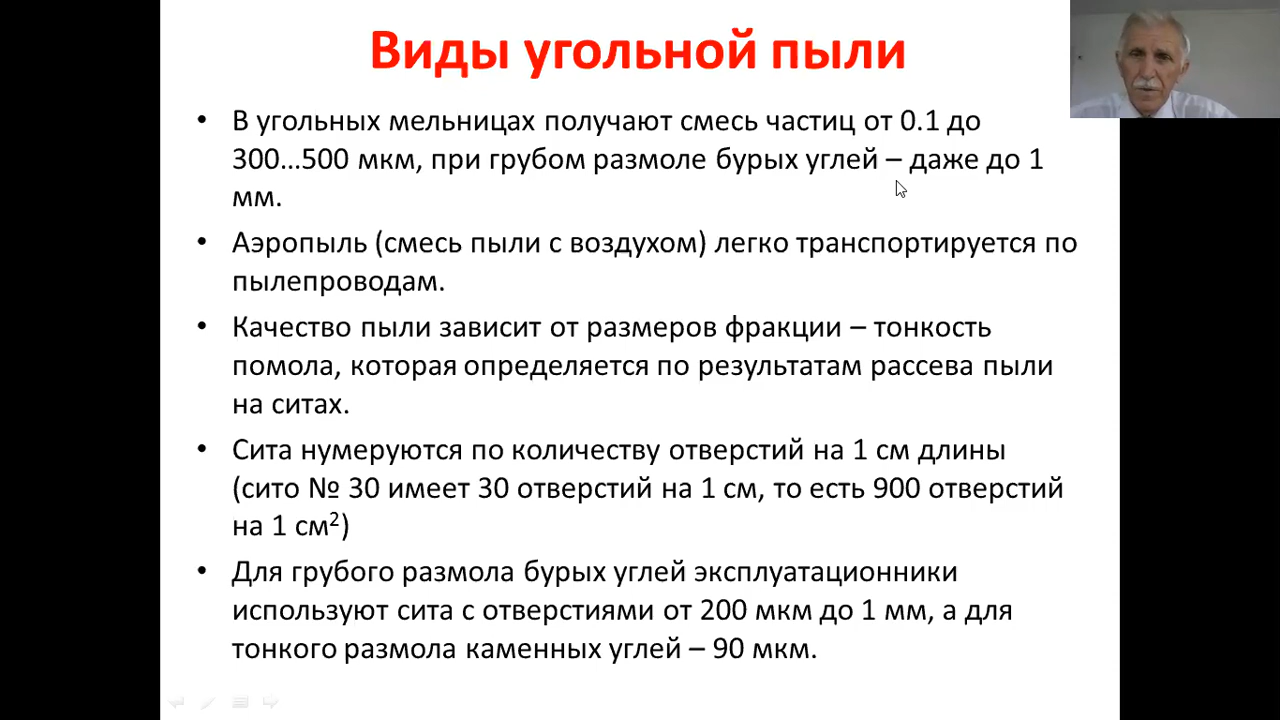 Виды угольной пыли
• В угольных мельницах получают смесь частиц от 0.1 до
300...500 мкм, при грубом размоле бурых углей – даже до 1
мм.
• Аэропыль (смесь пыли с воздухом) легко транспортируется по
пылепроводам.
• Качество пыли зависит от размеров фракции – тонкость
помола, которая определяется по результатам рассева пыли
на ситах.
• Сита нумеруются по количеству отверстий на 1 см длины
(сито № 30 имеет 30 отверстий на 1 см, то есть 900 отверстий
на 1 см²)
• Для грубого размола бурых углей эксплуатационники
используют сита с отверстиями от 200 мкм до 1 мм, а для
тонкого размола каменных углей – 90 мкм.